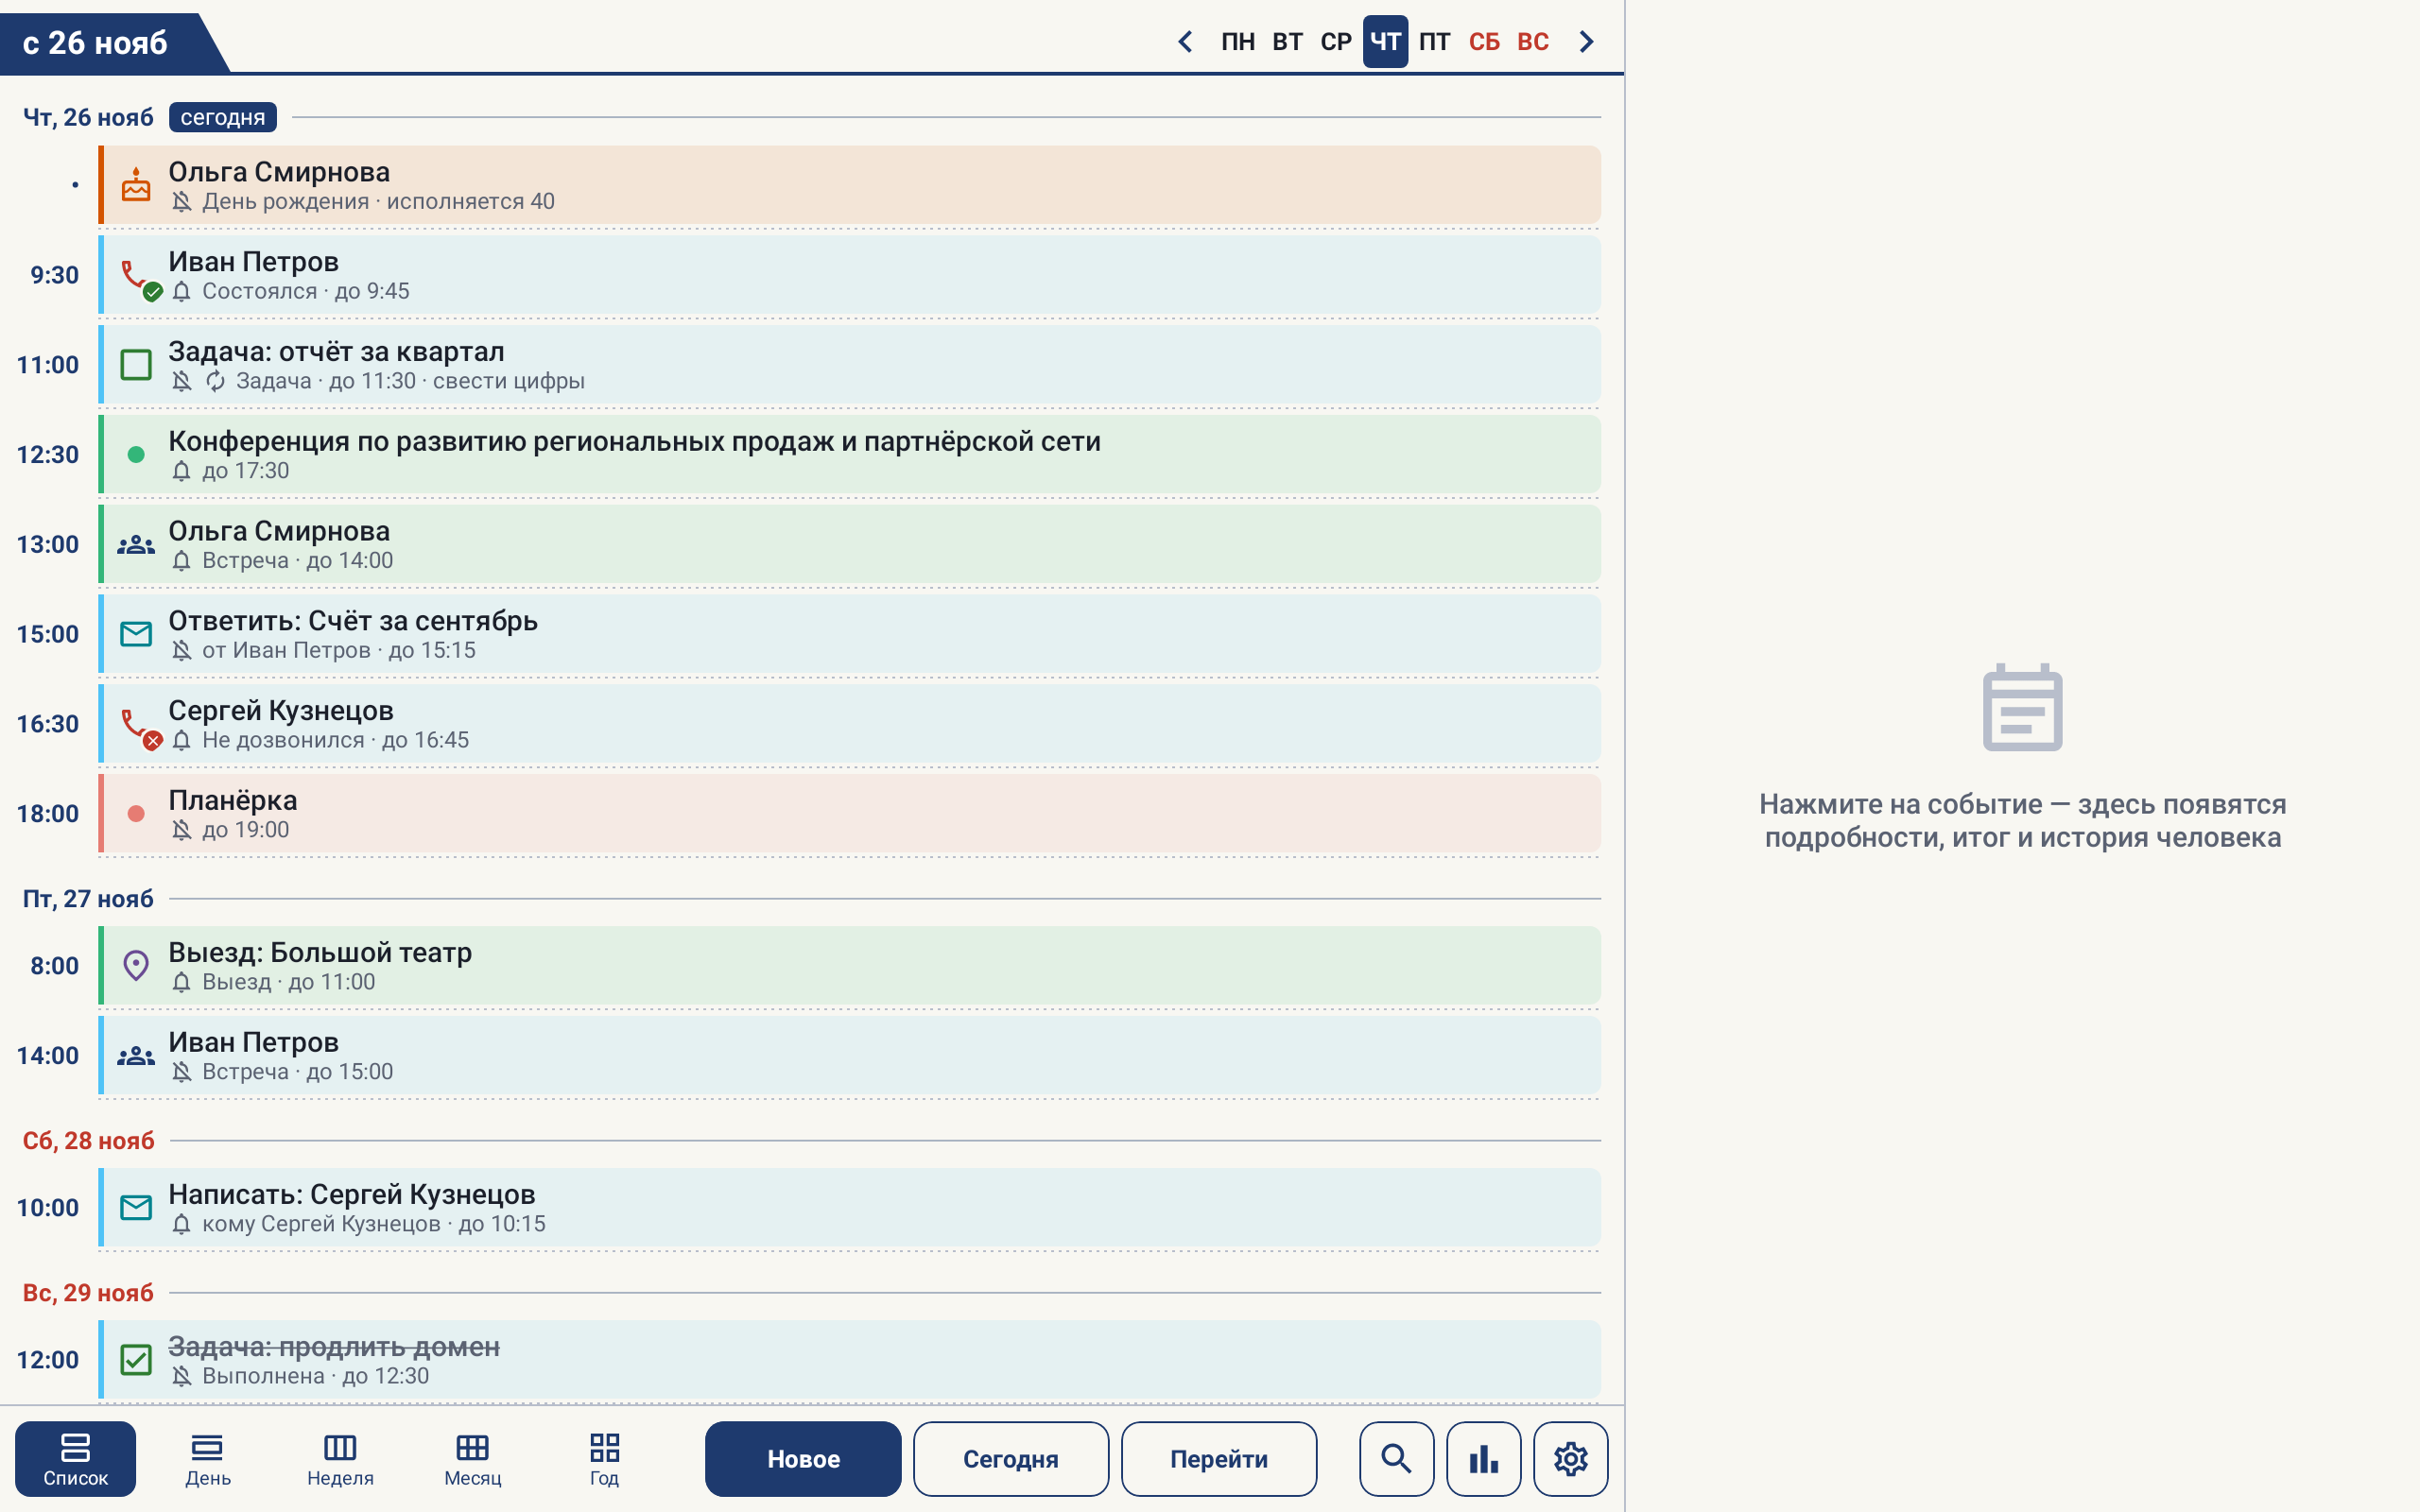 с 26 нояб
ПН ВТ СР ЧТ ПТ СБ ВС
Чт, 26 нояб сегодня
Ольга Смирнова
День рождения · исполняется 40
9:30
Иван Петров
Состоялся · до 9:45
11:00
Задача: отчёт за квартал
Задача · до 11:30 · свести цифры
12:30
Конференция по развитию региональных продаж и партнёрской сети
до 17:30
13:00
Ольга Смирнова
Встреча · до 14:00
15:00
Ответить: Счёт за сентябрь
от Иван Петров · до 15:15
16:30
Сергей Кузнецов
Не дозвонился · до 16:45
18:00
Планёрка
до 19:00
Пт, 27 нояб
8:00
Выезд: Большой театр
Выезд · до 11:00
14:00
Иван Петров
Встреча · до 15:00
Сб, 28 нояб
10:00
Написать: Сергей Кузнецов
кому Сергей Кузнецов · до 10:15
Вс, 29 нояб
12:00
Задача: продлить домен
Выполнена · до 12:30
Нажмите на событие — здесь появятся
подробности, итог и история человека
Список День Неделя Месяц Год Новое Сегодня Перейти